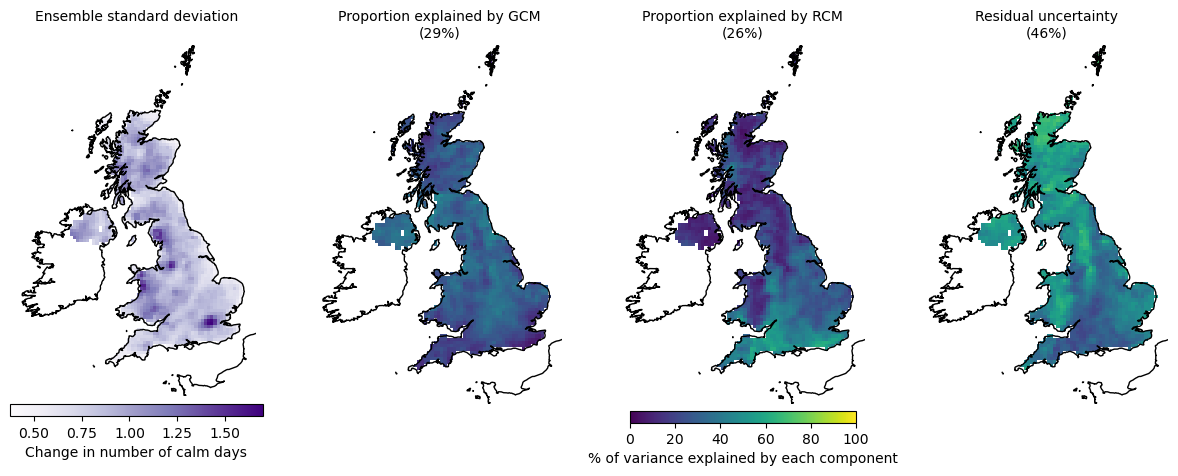 Ensemble standard deviation
Proportion explained by GCM
(29%)
Proportion explained by RCM
(26%)
Residual uncertainty
(46%)
0.50 0.75 1.00 1.25 1.50
Change in number of calm days
0 20 40 60 80 100
% of variance explained by each component